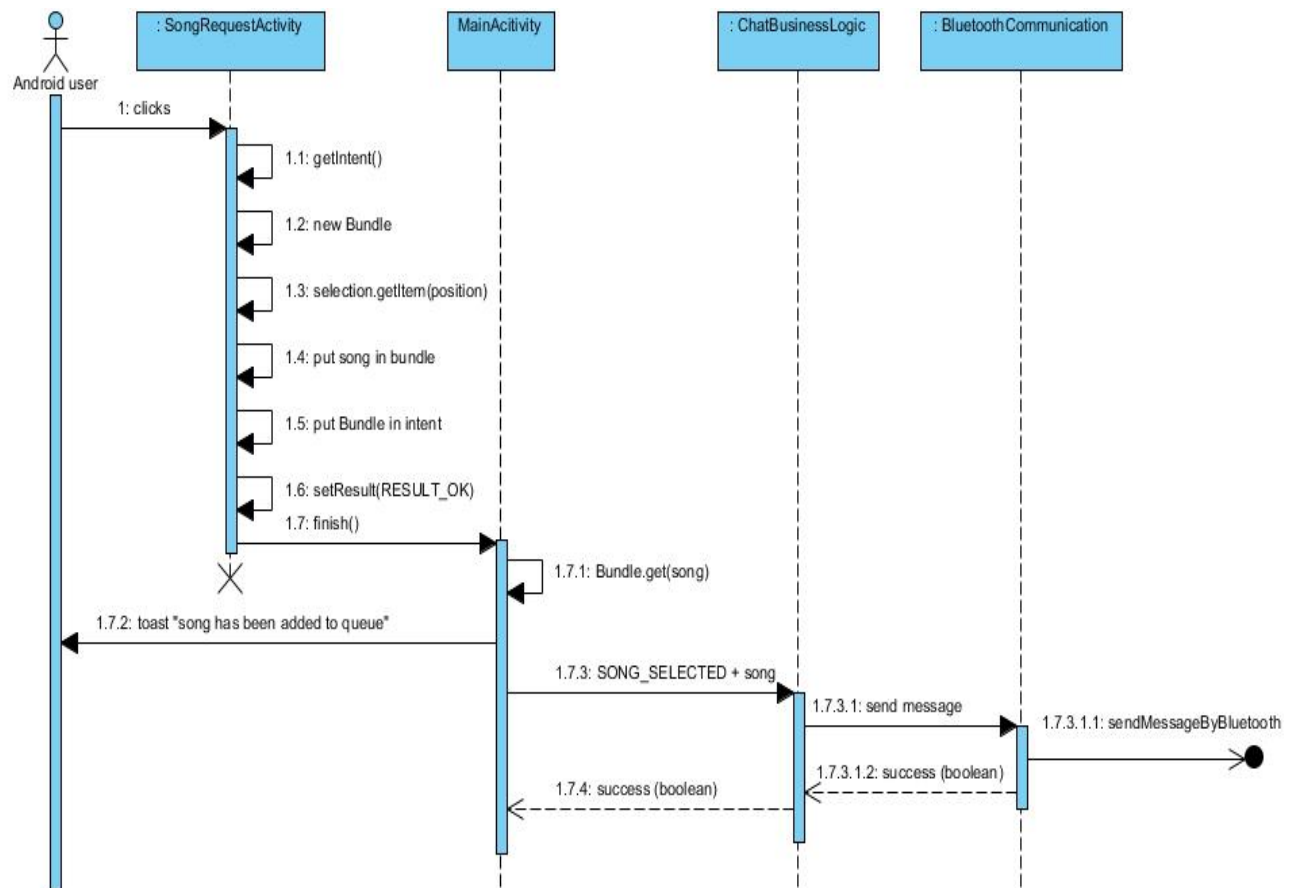 : SongRequestActivity
MainAcitivity
: ChatBusinessLogic
: BluetoothCommunication
Android user
1: clicks
1.1: getIntent()
1.2: new Bundle
1.3: selection.getItem(position)
1.4: put song in bundle
1.5: put Bundle in intent
1.6: setResult(RESULT_OK)
1.7: finish()
1.7.1: Bundle.get(song)
1.7.2: toast "song has been added to queue"
1.7.3: SONG_SELECTED + song
1.7.3.1: send message
1.7.3.1.1: sendMessageByBluetooth
1.7.3.1.2: success (boolean)
1.7.4: success (boolean)